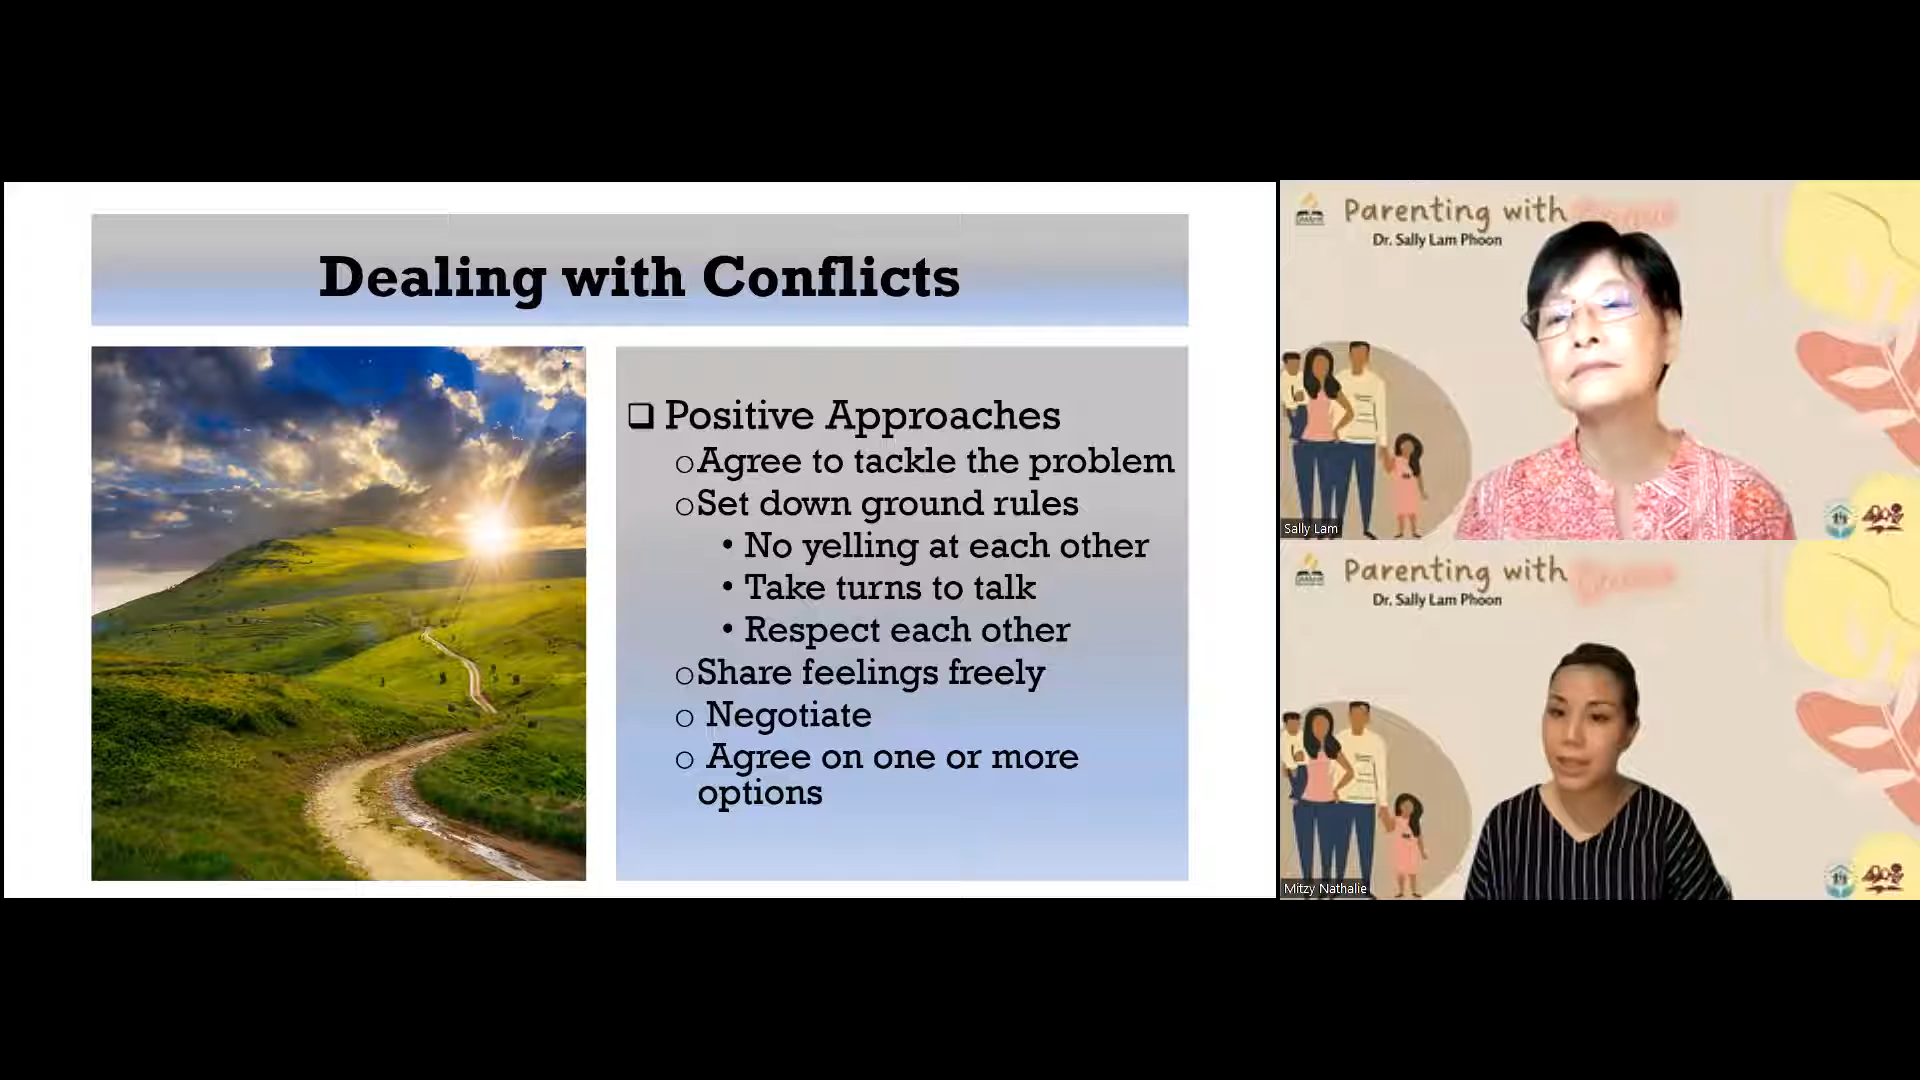 Dealing with Conflicts
❑ Positive Approaches
○Agree to tackle the problem
○Set down ground rules
• No yelling at each other
• Take turns to talk
• Respect each other
○Share feelings freely
○ Negotiate
○ Agree on one or more
options
Parenting with
Dr. Sally Lam Phoon
Sally Lam
Parenting with
Dr. Sally Lam Phoon
Mitzy Nathalie